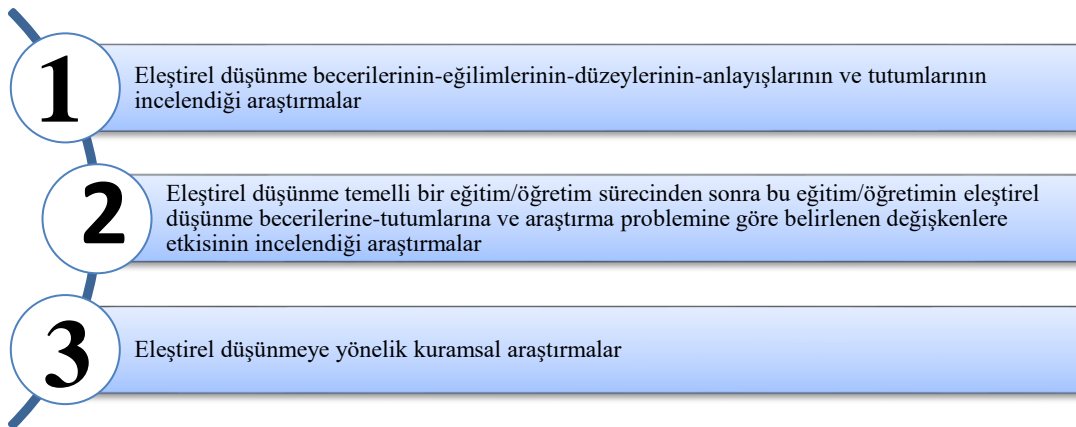 1
Eleştirel düşünme becerilerinin-eğilimlerinin-düzeylerinin-anlayışlarının ve tutumlarının
incelendiği araştırmalar
2
Eleştirel düşünme temelli bir eğitim/öğretim sürecinden sonra bu eğitim/öğretimin eleştirel
düşünme becerilerine-tutumlarına ve araştırma problemine göre belirlenen değişkenlere
etkisinin incelendiği araştırmalar
3
Eleştirel düşünmeye yönelik kuramsal araştırmalar